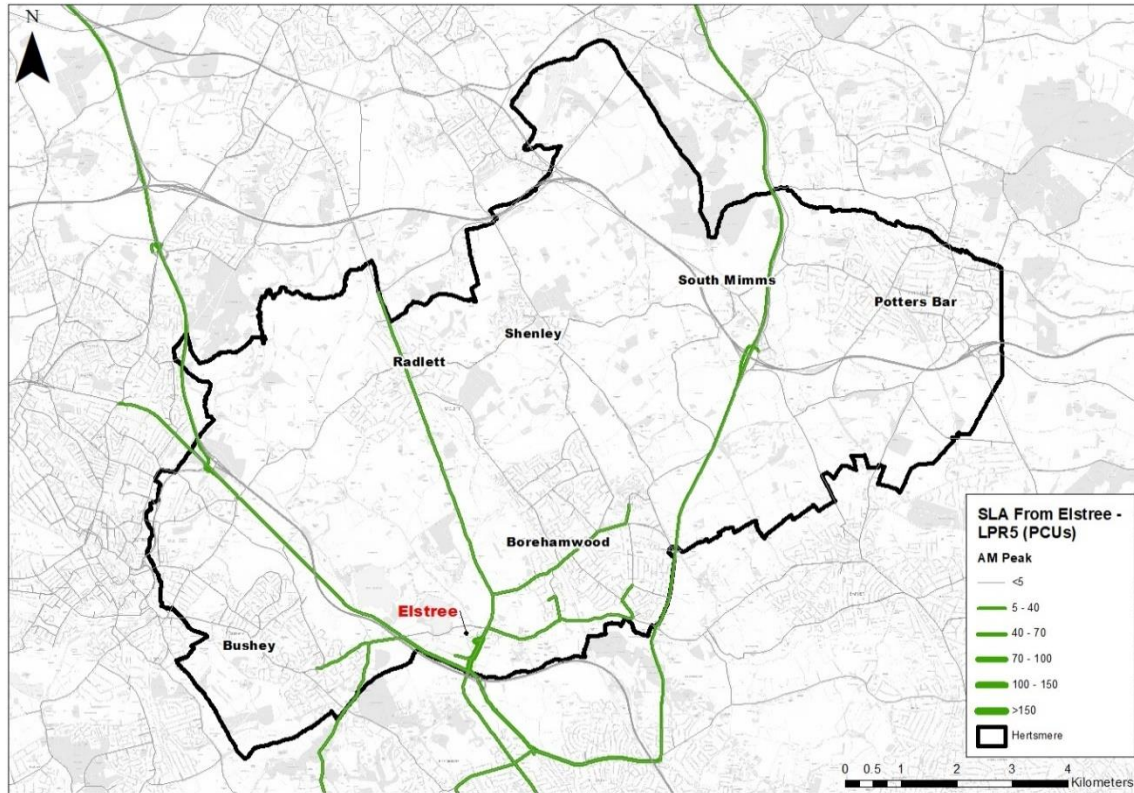 N
South Mimms
Potters Bar
Shenley
Radlett
Borehamwood
Elstree
Bushey
SLA From Elstree -
LPR5 (PCUs)
AM Peak
<5
5 - 40
40 - 70
70 - 100
100 - 150
>150
Hertsmere
0 0.5 1 2 3 4
Kilometers